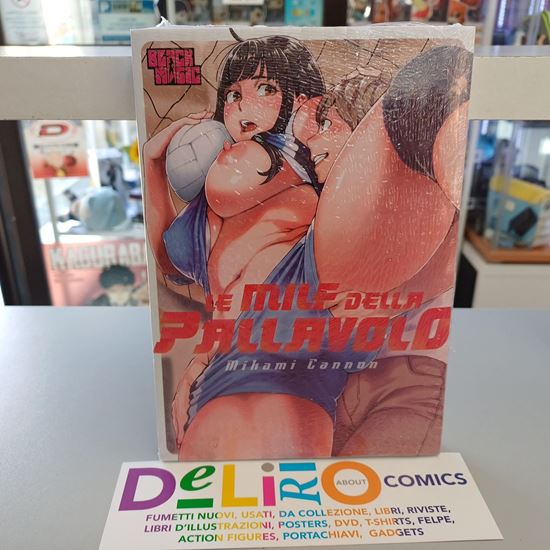 BLACK
MAGIC
LE MILF DELLA
PALLAVOLO
Mikami Cannon
KAGURABA
DeLiRiO
ABOUT
COMICS
FUMETTI NUOVI, USATI, DA COLLEZIONE, LIBRI, RIVISTE,
LIBRI D'ILLUSTRAZIONI, POSTERS, DVD, T-SHIRTS, FELPE,
ACTION FIGURES, PORTACHIAVI, GADGETS